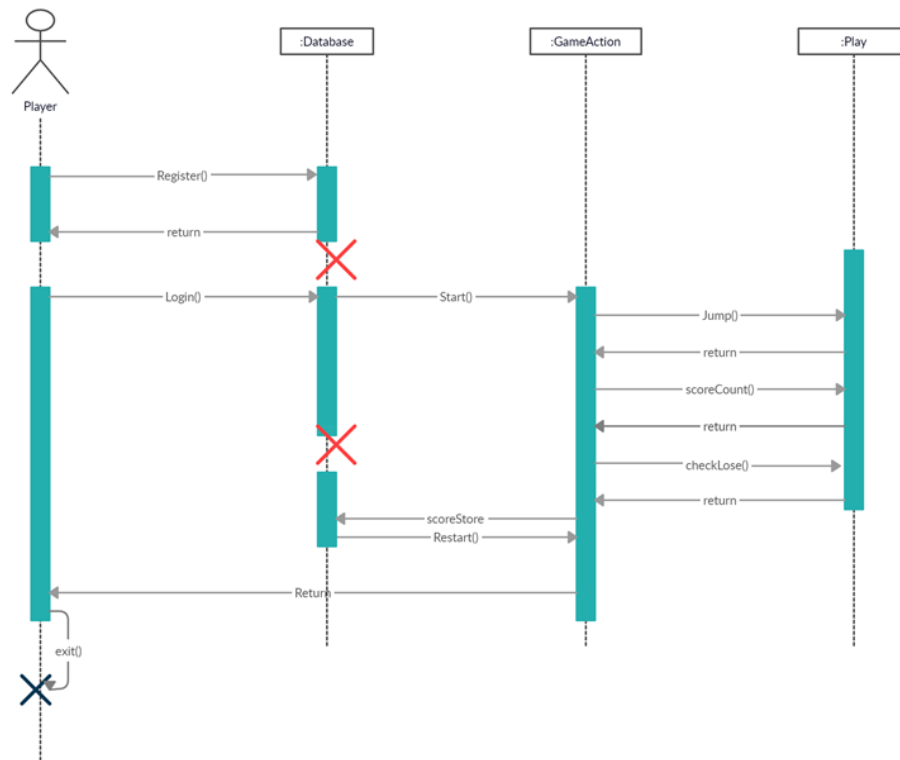 :Database
:GameAction
:Play
Player
Register()
return
Login()
Start()
Jump()
return
scoreCount()
return
checkLose()
return
scoreStore
Restart()
Return
exit()